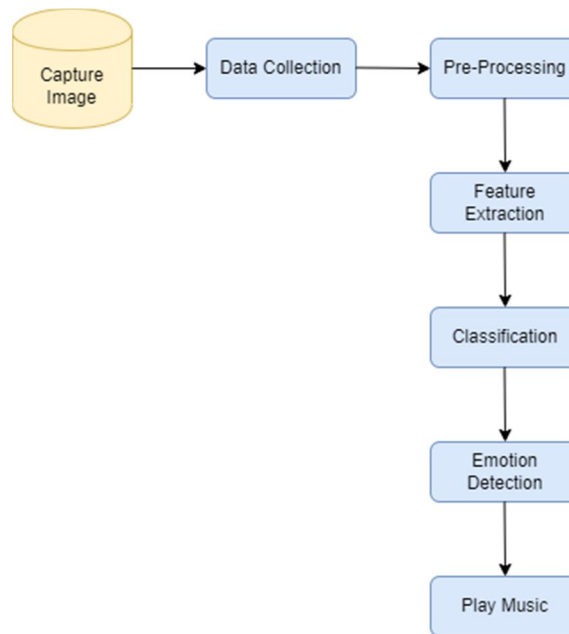 Capture
Image
Data Collection
Pre-Processing
Feature
Extraction
Classification
Emotion
Detection
Play Music